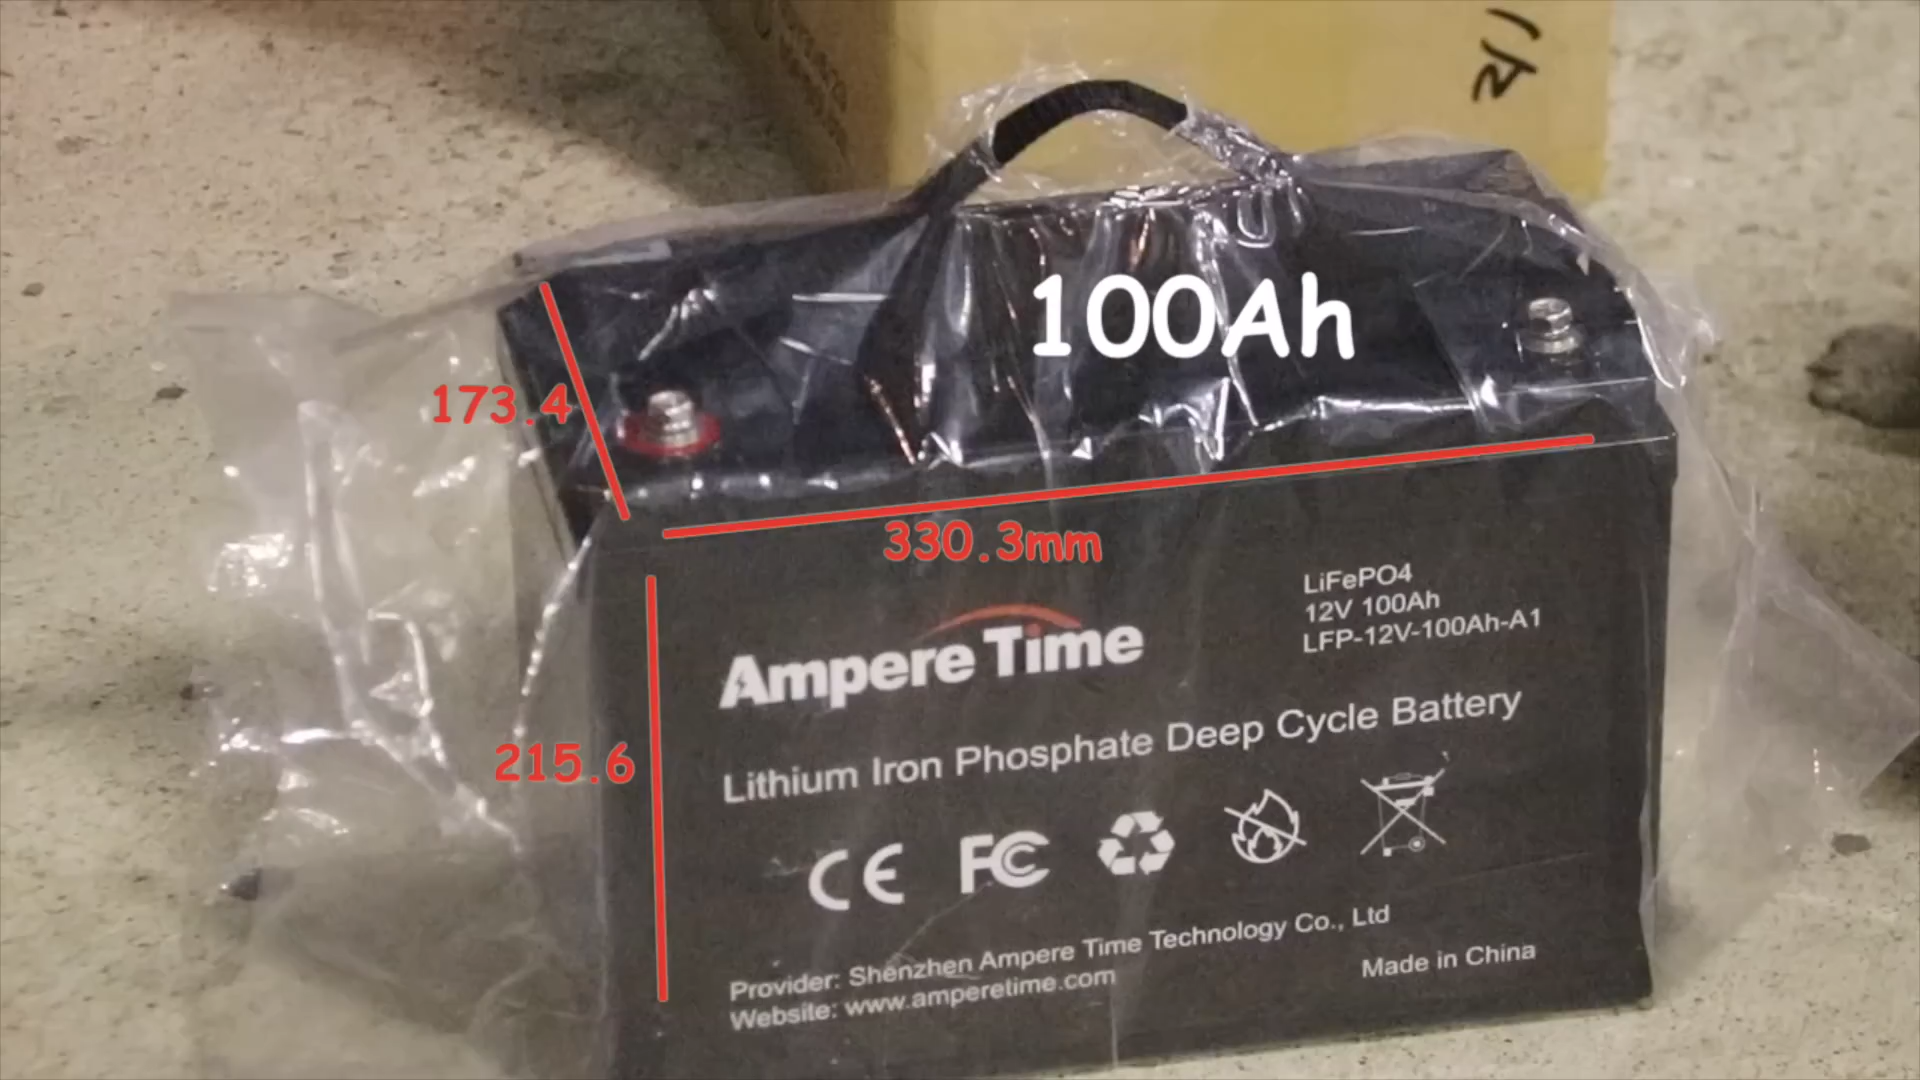 100Ah
173.4
330.3mm
215.6
LiFePO4
12V 100Ah
LFP-12V-100Ah-A1
Ampere Time
Lithium Iron Phosphate Deep Cycle Battery
CE FC
Provider: Shenzhen Ampere Time Technology Co., Ltd
Website: www.amperetime.com
Made in China